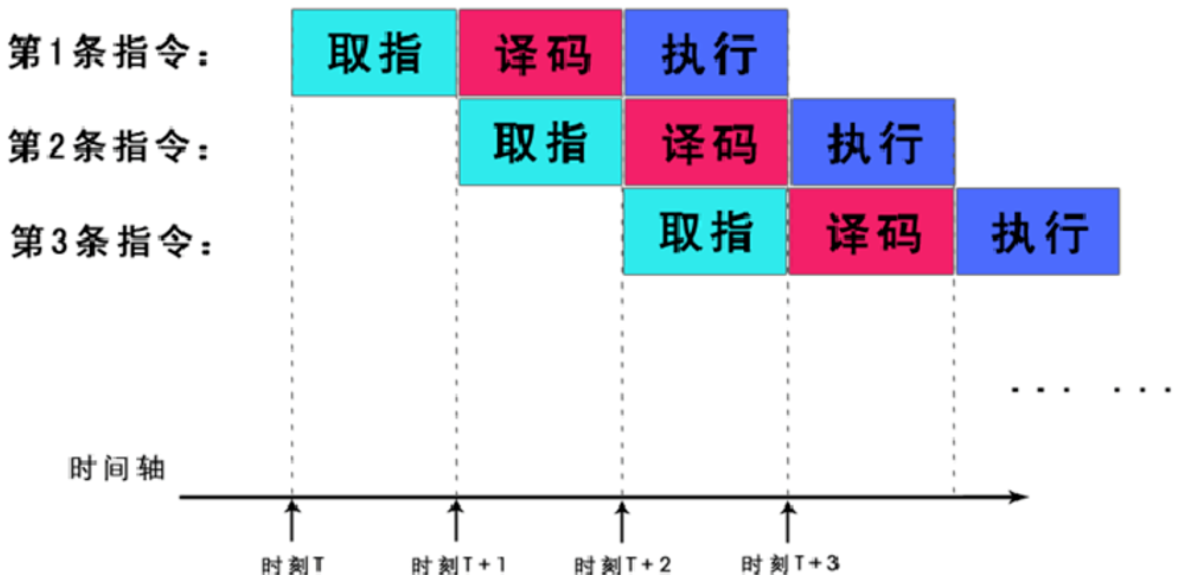 第1条指令： 取指 译码 执行
第2条指令： 取指 译码 执行
第3条指令： 取指 译码 执行
... ...
时间轴
时刻T 时刻T+1 时刻T+2 时刻T+3